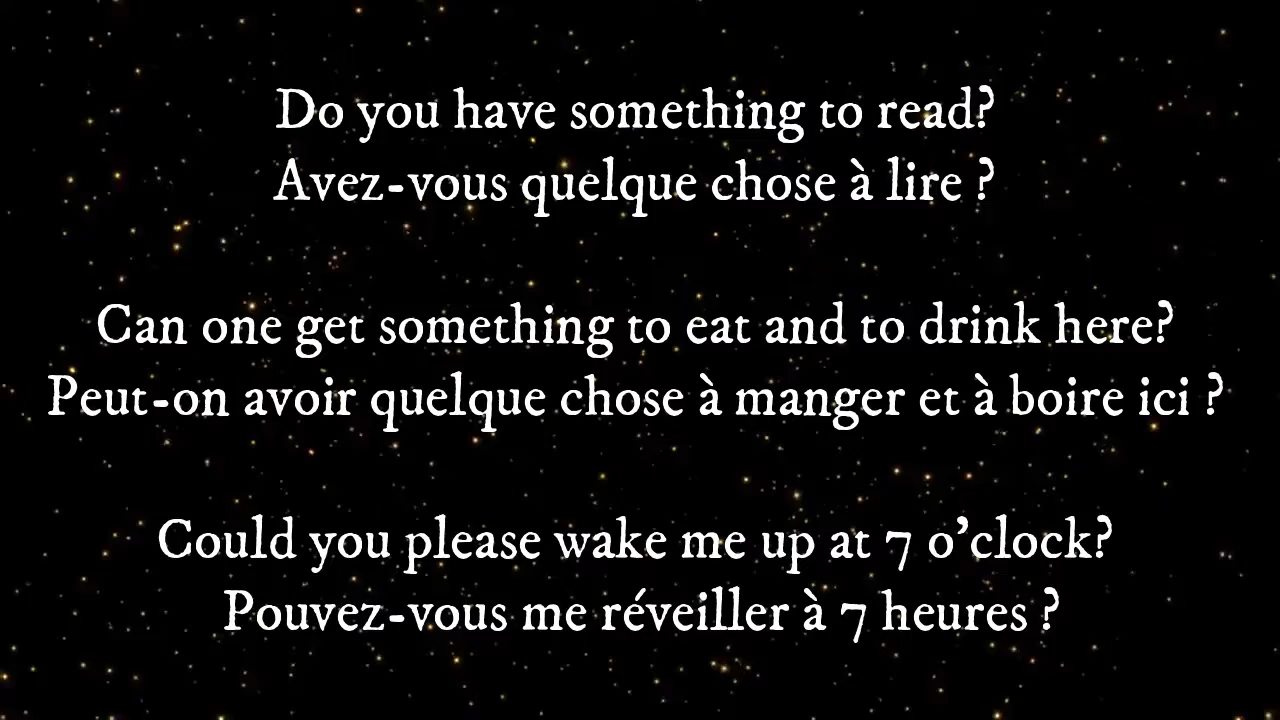 Do you have something to read?
Avez-vous quelque chose à lire ?
Can one get something to eat and to drink here?
Peut-on avoir quelque chose à manger et à boire ici ?
Could you please wake me up at 7 o’clock?
Pouvez-vous me réveiller à 7 heures ?